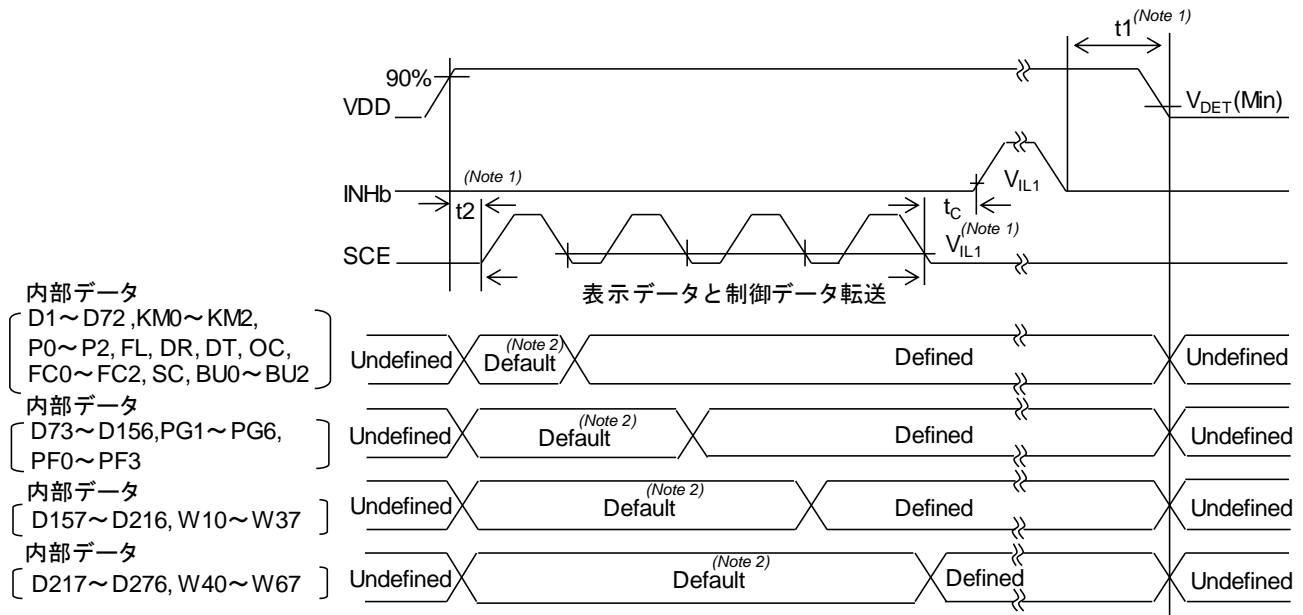 t1(Note 1)
90%
VDD
VDET(Min)
(Note 1)
INHb
VIL1
t2
tC
SCE
VIL1(Note 1)
表示データと制御データ転送
内部データ
D1～D72 ,KM0～KM2,
P0～P2, FL, DR, DT, OC,
FC0～FC2, SC, BU0～BU2
Undefined
Default(Note 2)
Defined
Undefined
内部データ
D73～D156,PG1～PG6,
PF0～PF3
Undefined
Default(Note 2)
Defined
Undefined
内部データ
D157～D216, W10～W37
Undefined
Default(Note 2)
Defined
Undefined
内部データ
D217～D276, W40～W67
Undefined
Default(Note 2)
Defined
Undefined